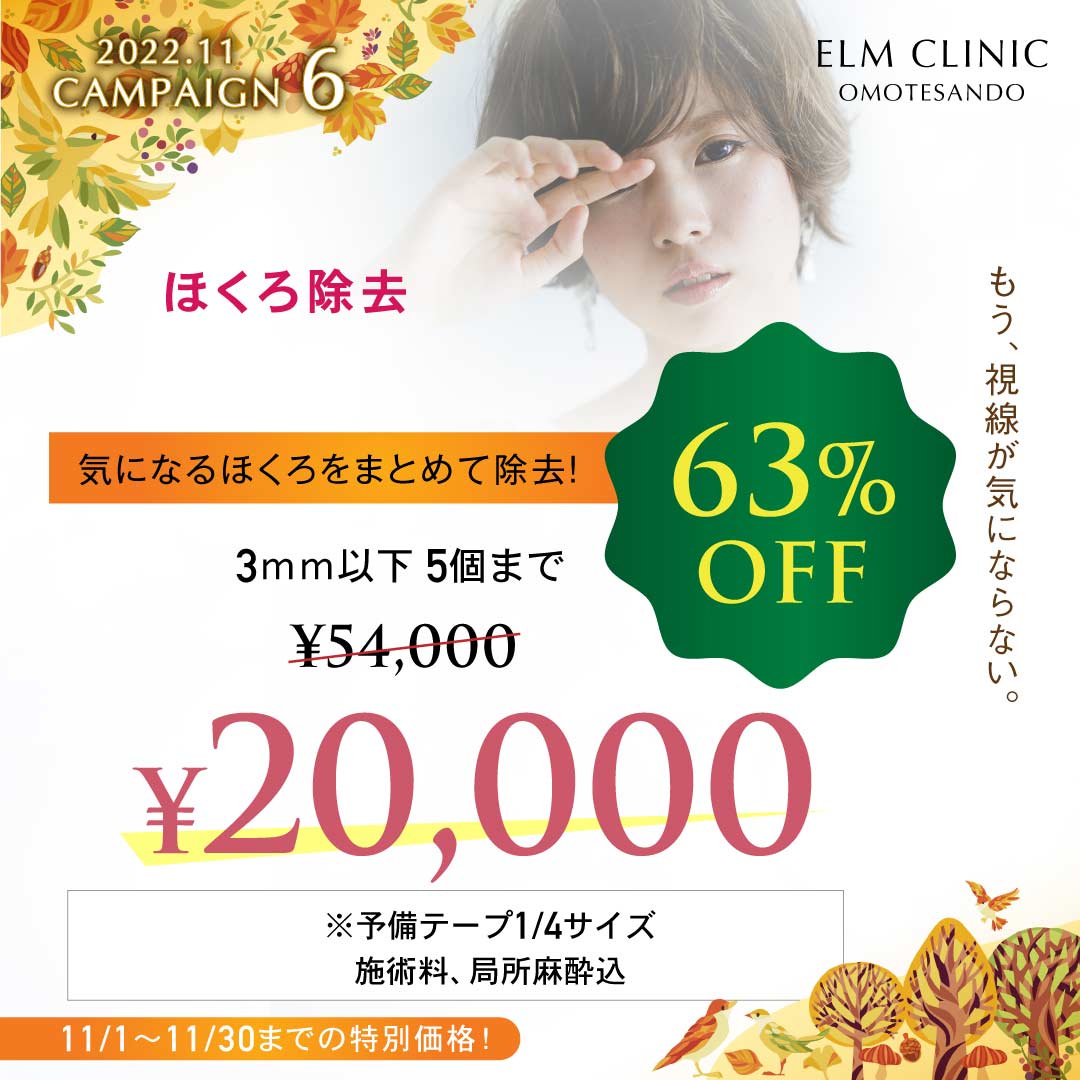 2022.11
CAMPAIGN 6
ELM CLINIC
OMOTESANDO
ほくろ除去
もう、視線が気にならない。
気になるほくろをまとめて除去!
63%
OFF
3mm以下 5個まで
¥54,000
¥20,000
※予備テープ1/4サイズ
施術料、局所麻酔込
11/1~11/30までの特別価格!